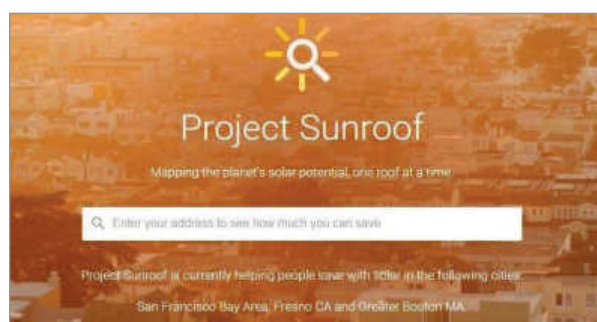 Project Sunroof
Mapping the planet's solar potential, one roof at a time
Enter your address to see how much you can save
Project Sunroof is currently helping people save with solar in the following cities:
San Francisco Bay Area, Fresno CA and Greater Boston MA.